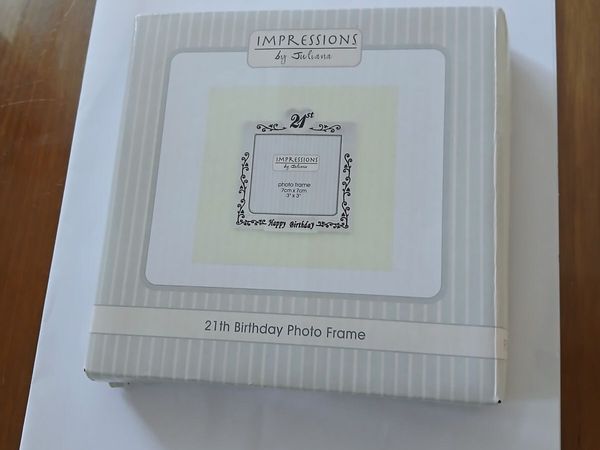 IMPRESSIONS
by Juliana
21st
IMPRESSIONS
by Juliana
photo frame
7cm x 7cm
3" x 3"
Happy Birthday
21th Birthday Photo Frame